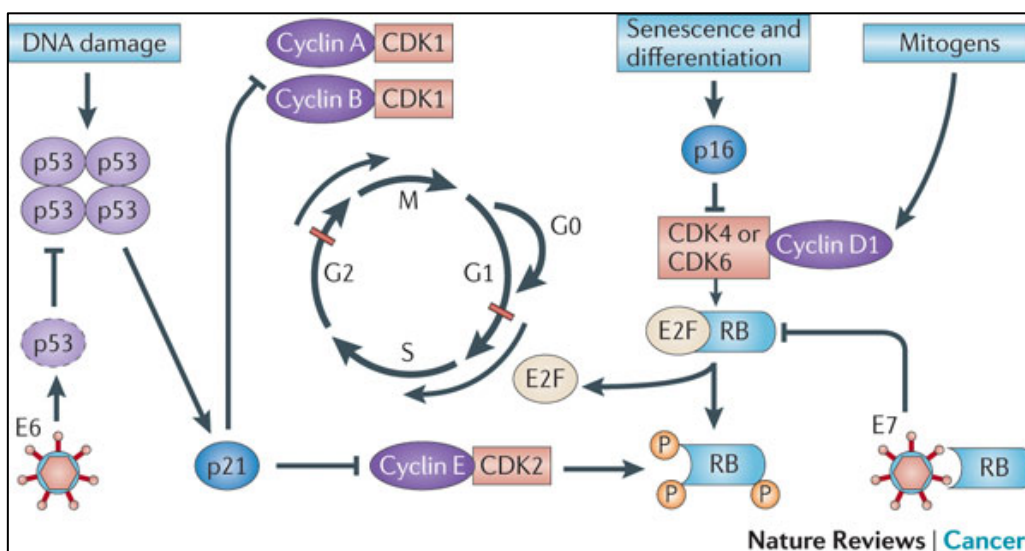 DNA damage
Cyclin A CDK1
Cyclin B CDK1
Senescence and
differentiation
Mitogens
p53 p53
p53 p53
p16
M
G0
G1
G2
S
CDK4 or
CDK6
Cyclin D1
p53
E2F RB
E2F
E6
E7
p21
Cyclin E CDK2
P
RB
P
P
RB
Nature Reviews | Cancer